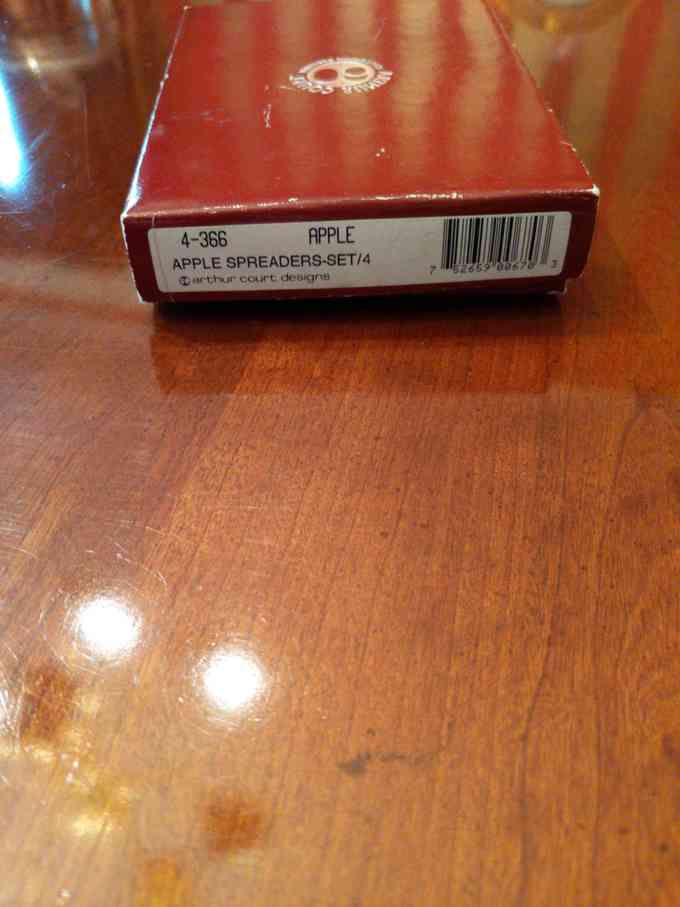 4-366 APPLE
APPLE SPREADERS-SET/4
arthur court designs
7 52659 00670 3